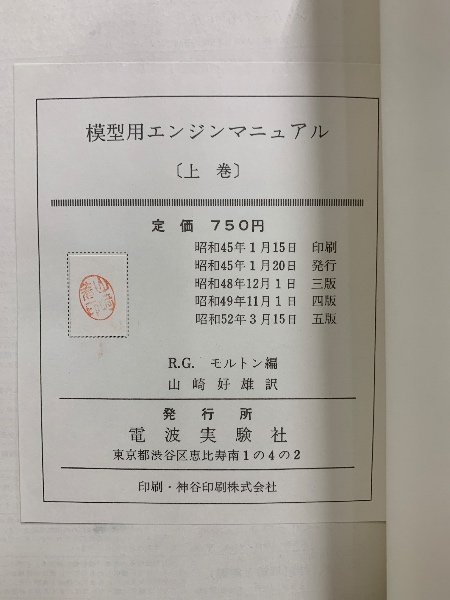 模型用エンジンマニュアル
〔上 巻〕
定 価 750円
昭和45年1月15日 印刷
昭和45年1月20日 発行
昭和48年12月1日 三版
昭和49年11月1日 四版
昭和52年3月15日 五版
R.G. モルトン編
山崎好雄訳
発行所
電波実験社
東京都渋谷区恵比寿南1の4の2
印刷・神谷印刷株式会社